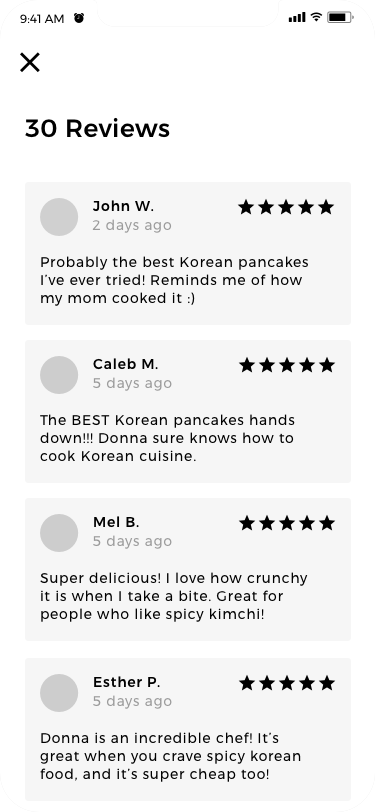 9:41 AM
30 Reviews
John W.
2 days ago
Probably the best Korean pancakes
I’ve ever tried! Reminds me of how
my mom cooked it :)
Caleb M.
5 days ago
The BEST Korean pancakes hands
down!!! Donna sure knows how to
cook Korean cuisine.
Mel B.
5 days ago
Super delicious! I love how crunchy
it is when I take a bite. Great for
people who like spicy kimchi!
Esther P.
5 days ago
Donna is an incredible chef! It’s
great when you crave spicy korean
food, and it’s super cheap too!